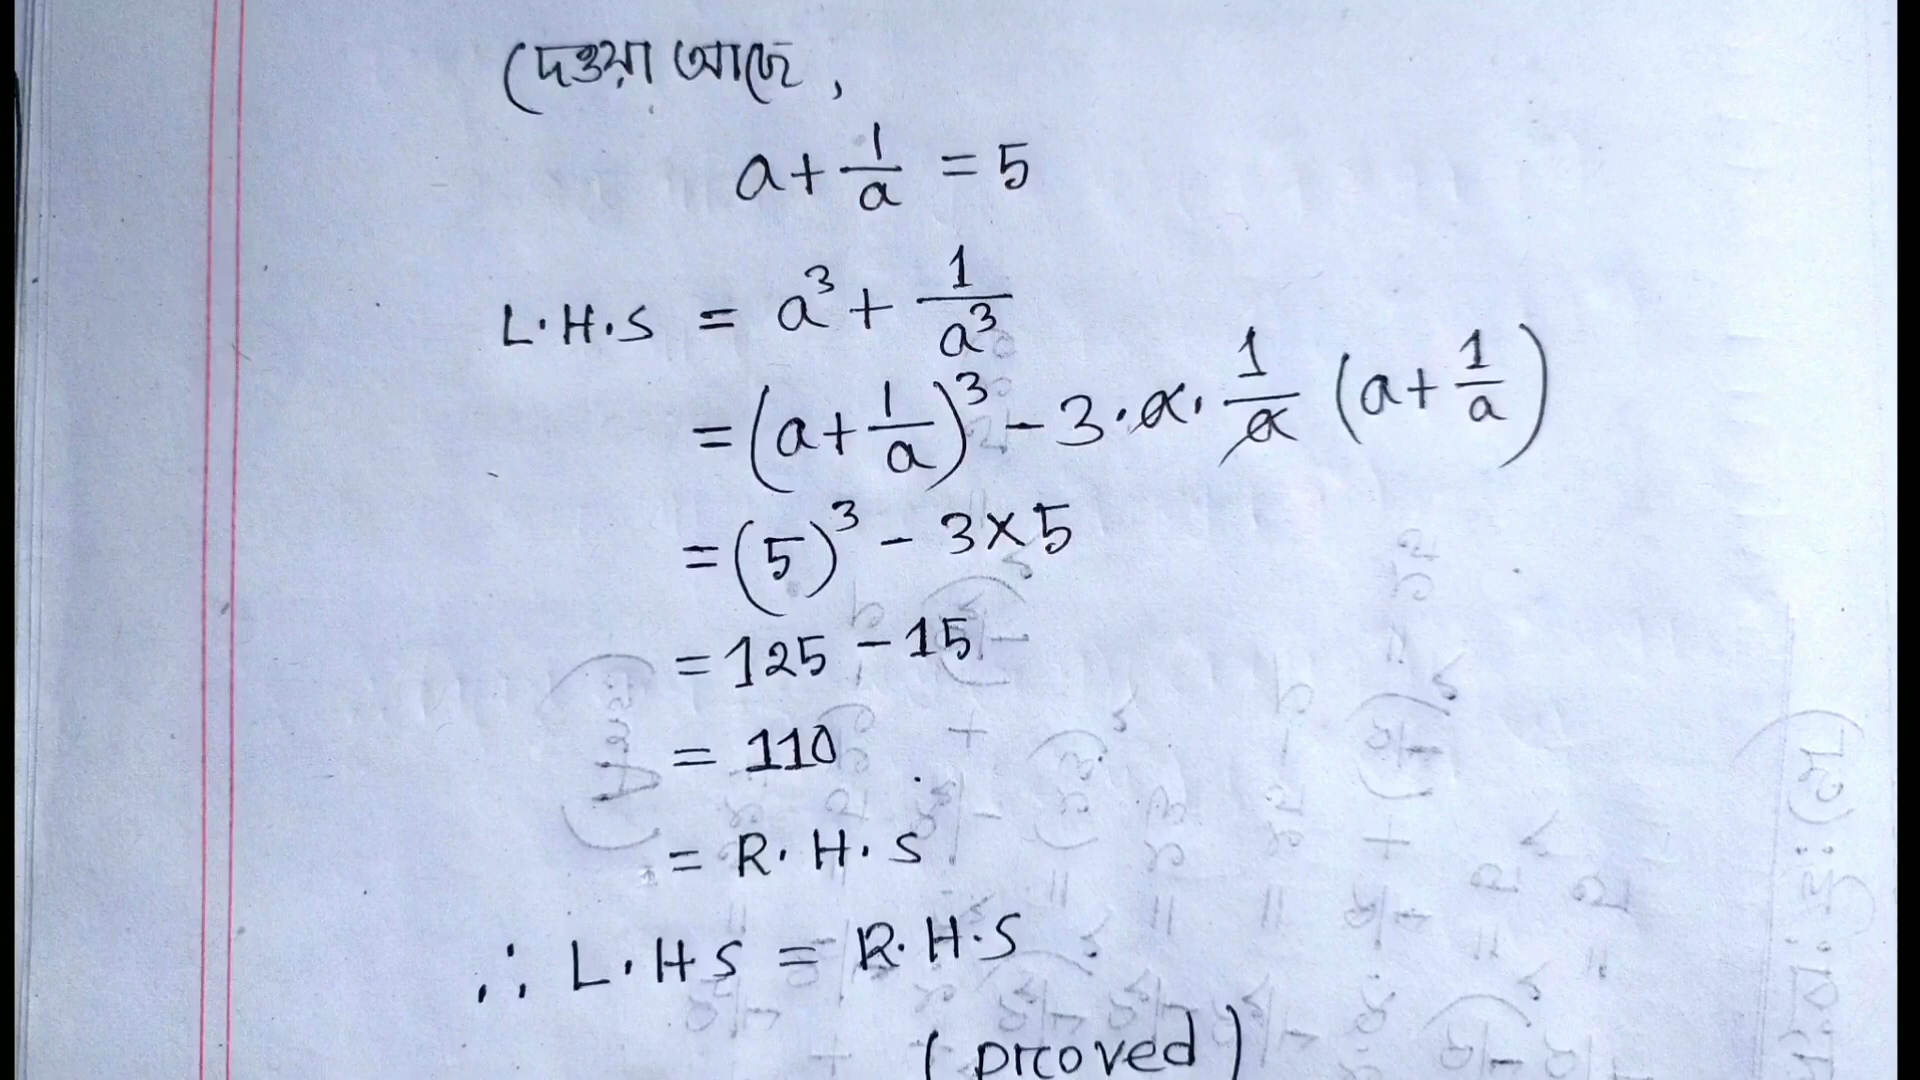 দেওয়া আছে,
a + 1/a = 5
L.H.S = a³ + 1/a³
= (a + 1/a)³ - 3 · a · 1/a (a + 1/a)
= (5)³ - 3×5
= 125 - 15
= 110
= R.H.S
∴ L.H S = R.H.S
(proved)